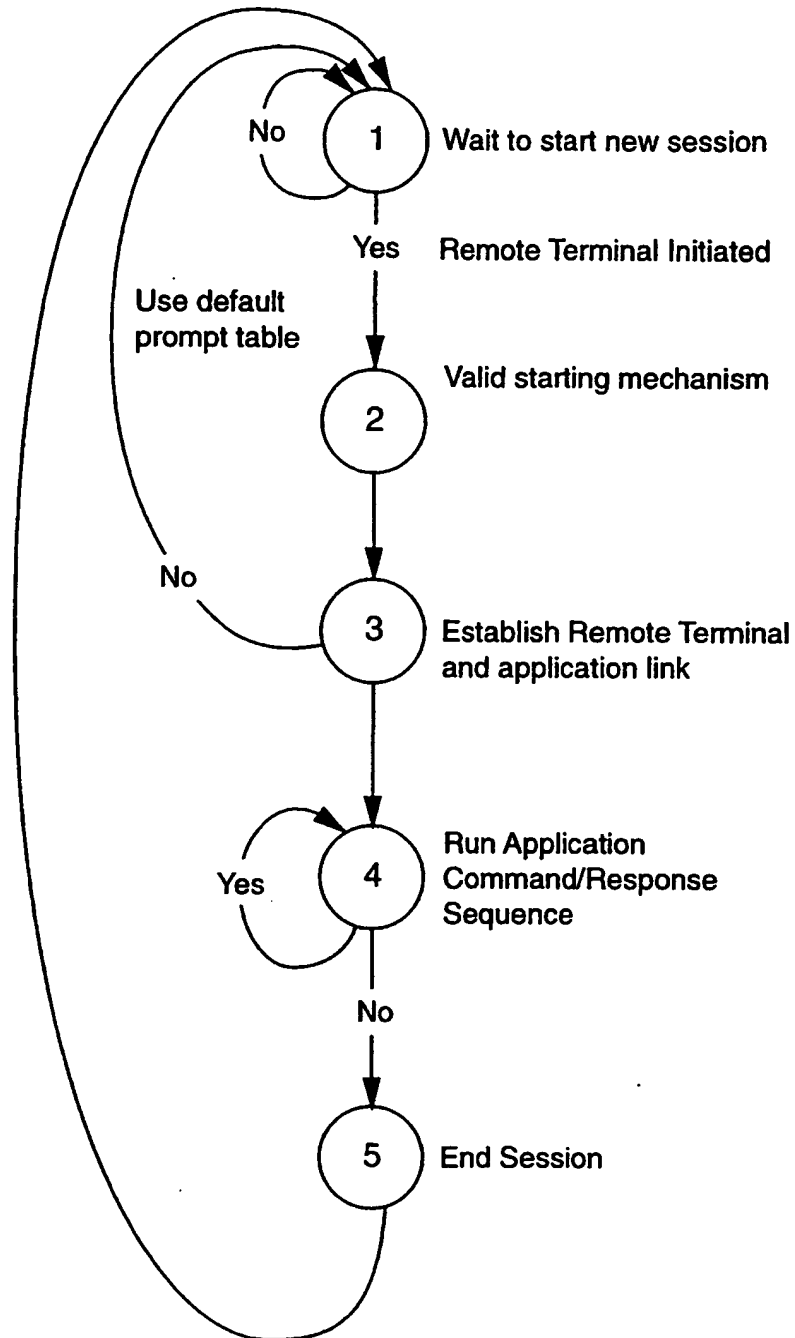 No
1
Wait to start new session
Yes
Remote Terminal Initiated
Use default
prompt table
Valid starting mechanism
2
No
3
Establish Remote Terminal
and application link
Run Application
Command/Response
Sequence
Yes
4
No
5
End Session